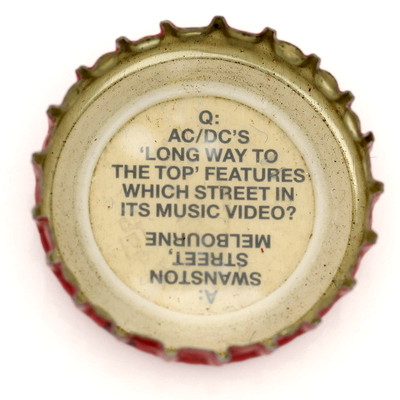 Q:
AC/DC'S
'LONG WAY TO
THE TOP' FEATURES
WHICH STREET IN
ITS MUSIC VIDEO?
A:
SWANSTON
STREET,
MELBOURNE